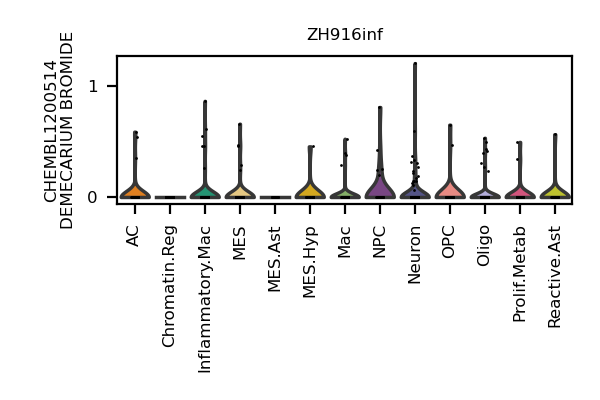 ZH916inf
CHEMBL1200514
DEMECARIUM BROMIDE
1
0
AC
Chromatin.Reg
Inflammatory.Mac
MES
MES.Ast
MES.Hyp
Mac
NPC
Neuron
OPC
Oligo
Prolif.Metab
Reactive.Ast